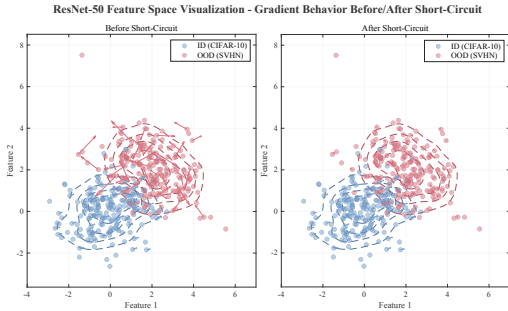 ResNet-50 Feature Space Visualization - Gradient Behavior Before/After Short-Circuit
Before Short-Circuit
After Short-Circuit
ID (CIFAR-10)
OOD (SVHN)
ID (CIFAR-10)
OOD (SVHN)
Feature 2
8
6
4
2
0
-2
-4
-2
0
2
4
6
Feature 1
Feature 2
8
6
4
2
0
-2
-4
-2
0
2
4
6
Feature 1